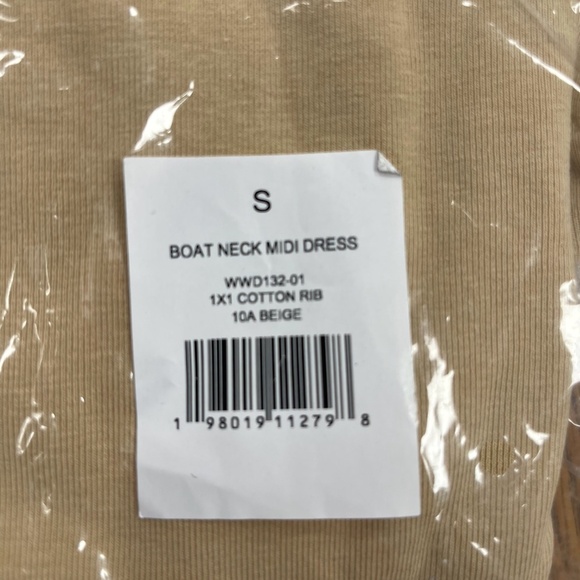 S
BOAT NECK MIDI DRESS
WWD132-01
1X1 COTTON RIB
10A BEIGE
1 98019 11279 8